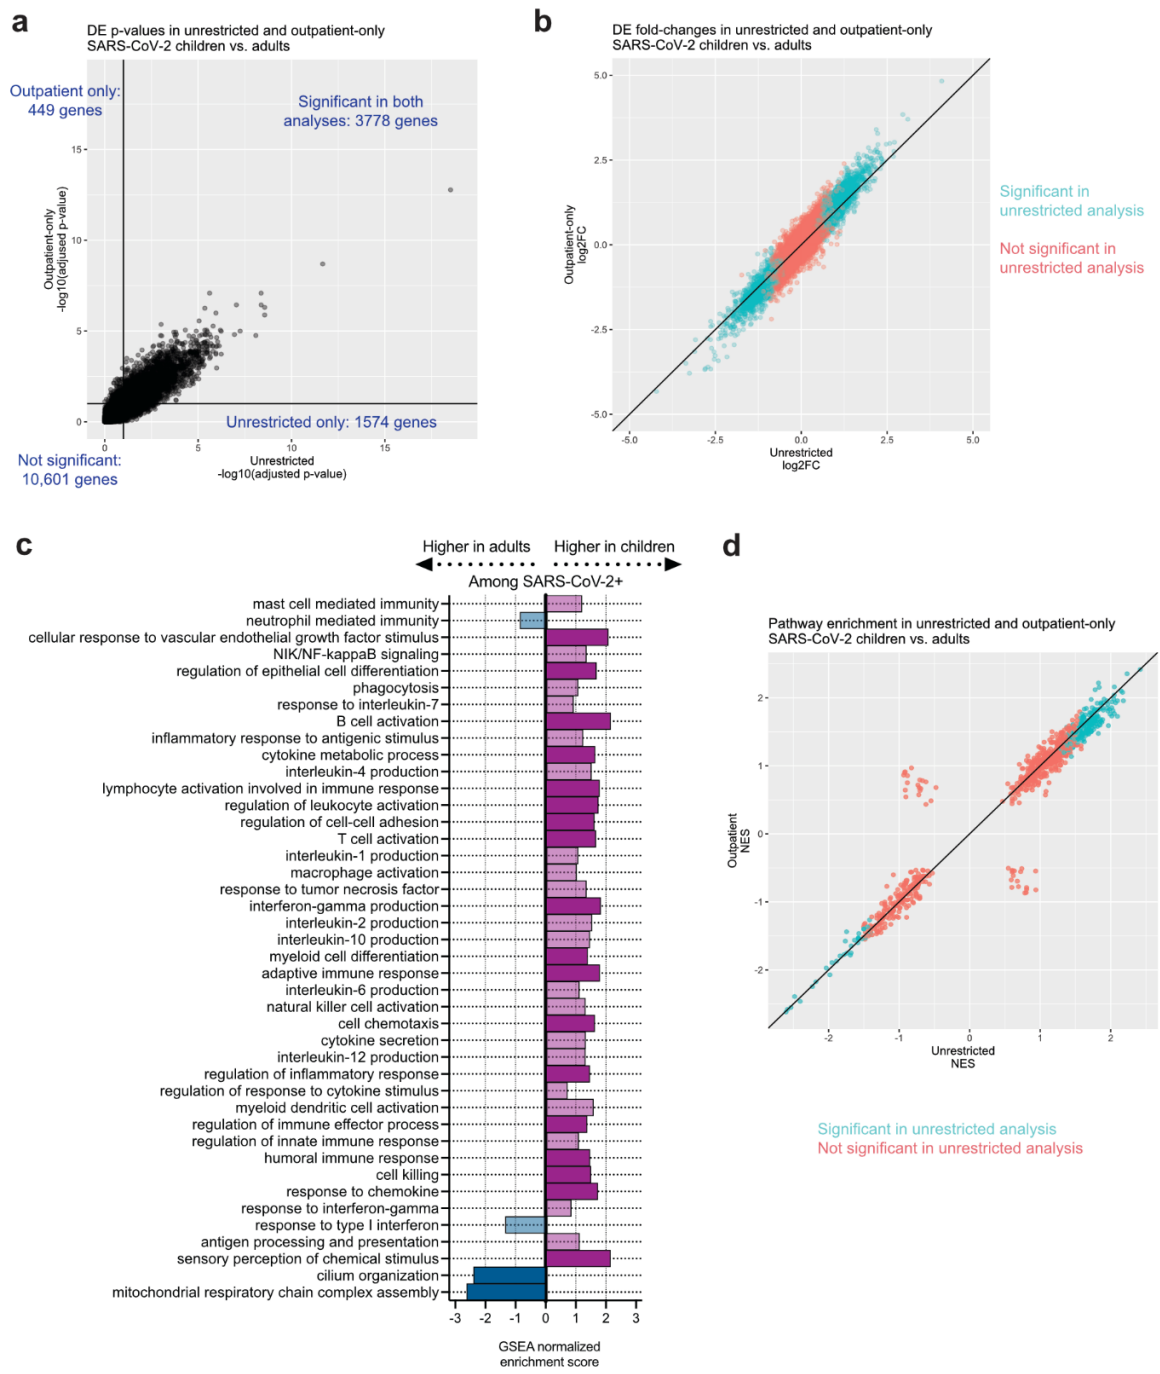 a
DE p-values in unrestricted and outpatient-only
SARS-CoV-2 children vs. adults
Outpatient only:
449 genes
Significant in both
analyses: 3778 genes
15
10
5
0
Outpatient-only
-log10(adjused p-value)
Unrestricted only: 1574 genes
0
5
10
15
Not significant:
10,601 genes
Unrestricted
-log10(adjusted p-value)
b
DE fold-changes in unrestricted and outpatient-only
SARS-CoV-2 children vs. adults
5.0
2.5
0.0
-2.5
-5.0
Outpatient-only
log2FC
-5.0
-2.5
0.0
2.5
5.0
Unrestricted
log2FC
Significant in
unrestricted analysis
Not significant in
unrestricted analysis
c
Higher in adults
Higher in children
Among SARS-CoV-2+
mast cell mediated immunity
neutrophil mediated immunity
cellular response to vascular endothelial growth factor stimulus
NIK/NF-kappaB signaling
regulation of epithelial cell differentiation
phagocytosis
response to interleukin-7
B cell activation
inflammatory response to antigenic stimulus
cytokine metabolic process
interleukin-4 production
lymphocyte activation involved in immune response
regulation of leukocyte activation
regulation of cell-cell adhesion
T cell activation
interleukin-1 production
macrophage activation
response to tumor necrosis factor
interferon-gamma production
interleukin-2 production
interleukin-10 production
myeloid cell differentiation
adaptive immune response
interleukin-6 production
natural killer cell activation
cell chemotaxis
cytokine secretion
interleukin-12 production
regulation of inflammatory response
regulation of response to cytokine stimulus
myeloid dendritic cell activation
regulation of immune effector process
regulation of innate immune response
humoral immune response
cell killing
response to chemokine
response to interferon-gamma
response to type I interferon
antigen processing and presentation
sensory perception of chemical stimulus
cilium organization
mitochondrial respiratory chain complex assembly
-3
-2
-1
0
1
2
3
GSEA normalized
enrichment score
d
Pathway enrichment in unrestricted and outpatient-only
SARS-CoV-2 children vs. adults
2
1
0
-1
-2
Outpatient
NES
-2
-1
0
1
2
Unrestricted
NES
Significant in unrestricted analysis
Not significant in unrestricted analysis